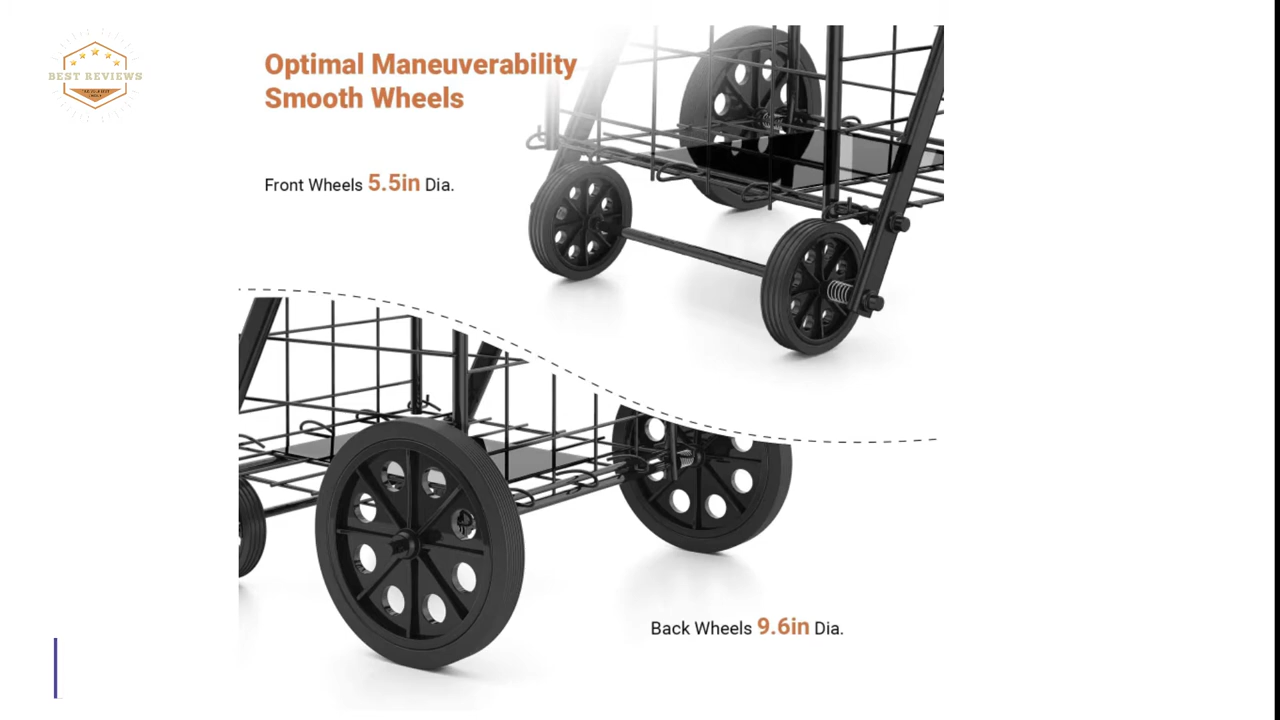 BEST REVIEWS
Optimal Maneuverability
Smooth Wheels
Front Wheels 5.5in Dia.
Back Wheels 9.6in Dia.